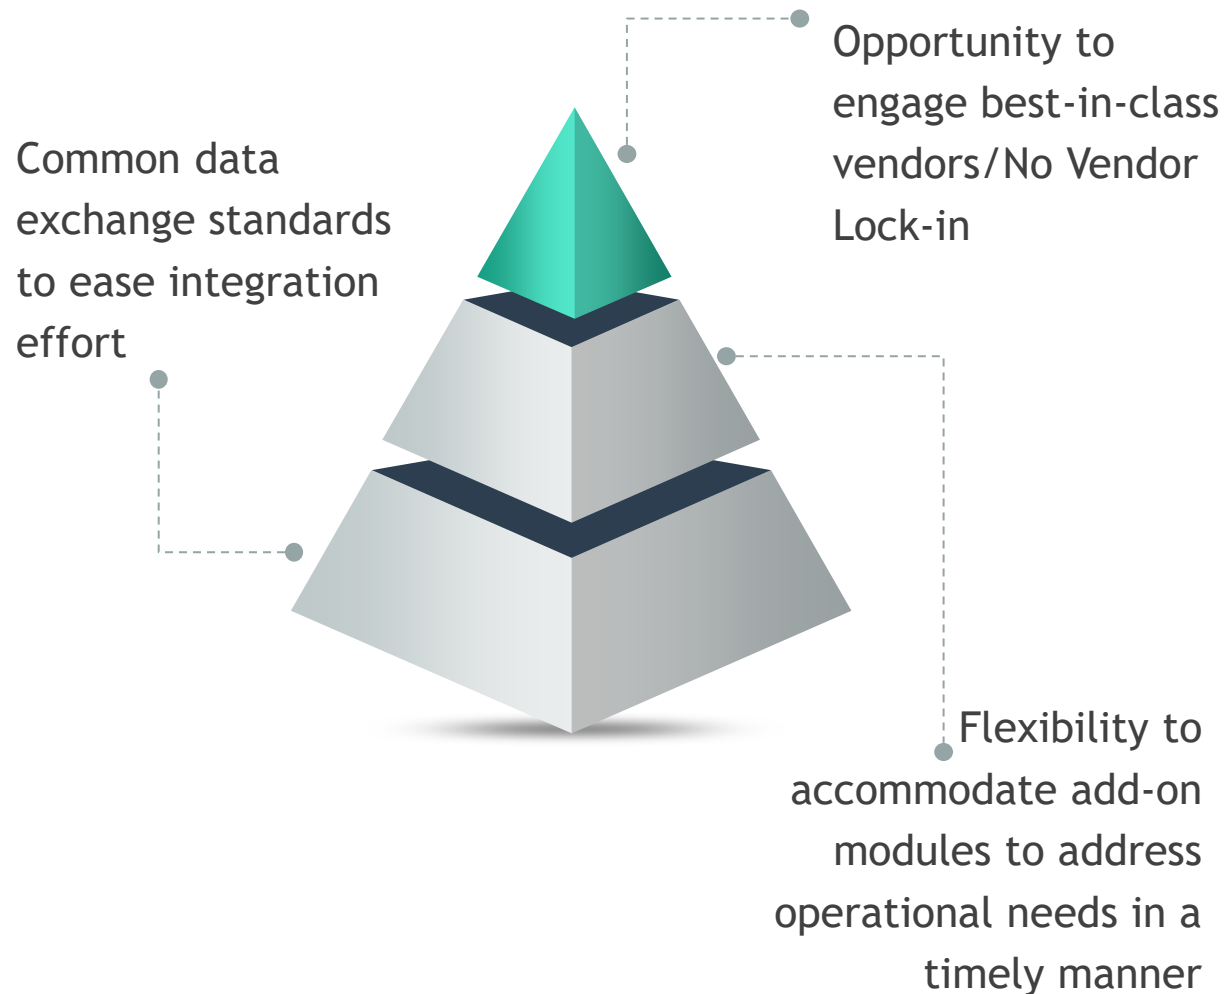 Opportunity to
engage best-in-class
vendors/No Vendor
Lock-in
Common data
exchange standards
to ease integration
effort
Flexibility to
accommodate add-on
modules to address
operational needs in a
timely manner